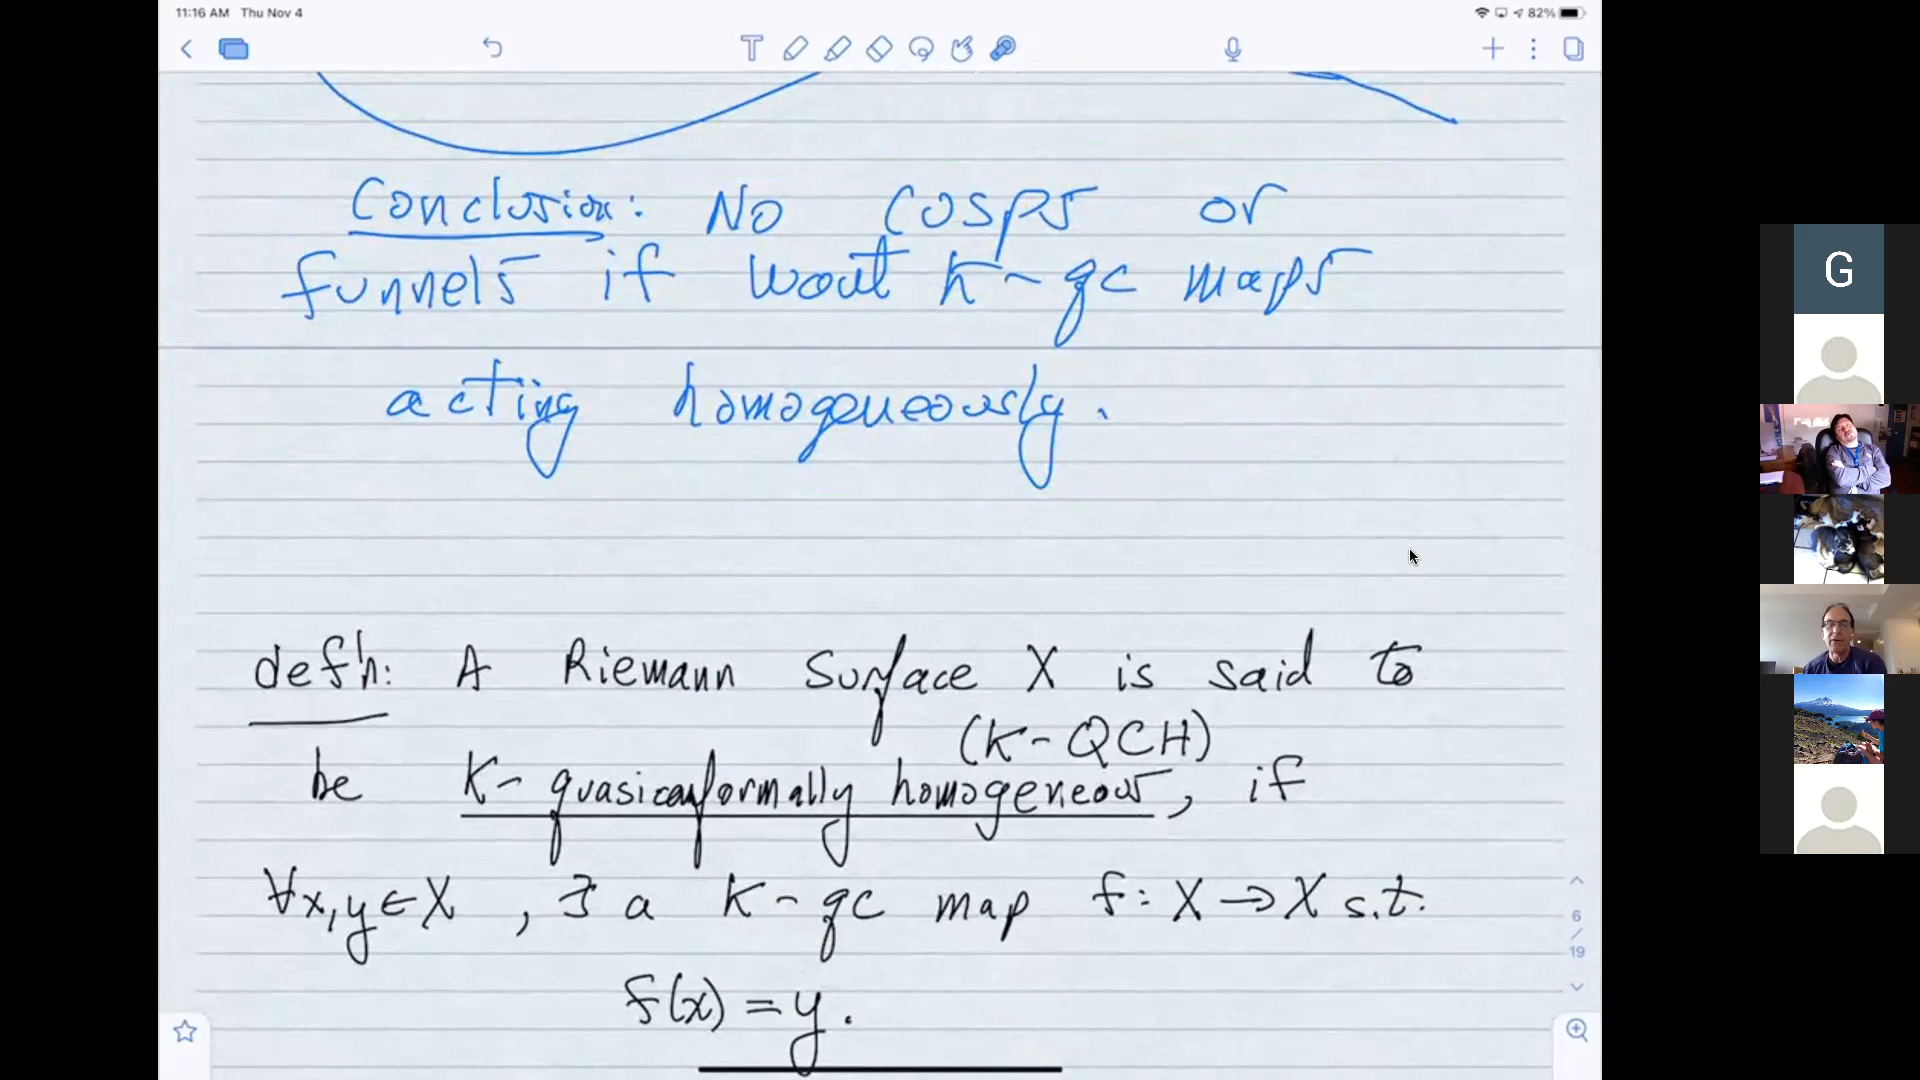 11:16 AM Thu Nov 4
82%
T
Conclusion: No cusps or
funnels if want K-qc maps
acting homogeneously.
defn: A Riemann Surface X is said to
(K-QCH)
be K-quasiconformally homogeneous, if
∀x,y∈X, ∃ a K-qc map f: X→X s.t.
f(x)=y.
6
/
19
G